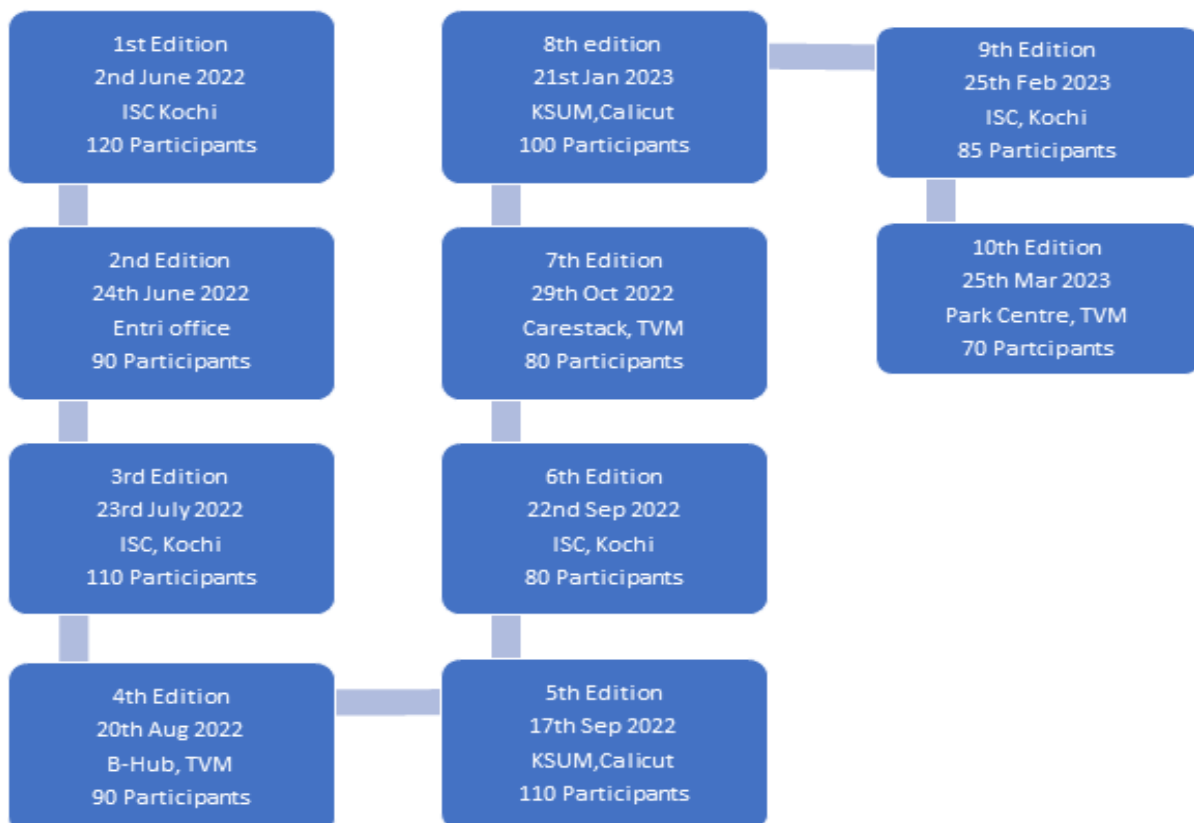 1st Edition
2nd June 2022
ISC Kochi
120 Participants
2nd Edition
24th June 2022
Entri office
90 Participants
3rd Edition
23rd July 2022
ISC, Kochi
110 Participants
4th Edition
20th Aug 2022
B-Hub, TVM
90 Participants
5th Edition
17th Sep 2022
KSUM,Calicut
110 Participants
6th Edition
22nd Sep 2022
ISC, Kochi
80 Participants
7th Edition
29th Oct 2022
Carestack, TVM
80 Participants
8th edition
21st Jan 2023
KSUM,Calicut
100 Participants
9th Edition
25th Feb 2023
ISC, Kochi
85 Participants
10th Edition
25th Mar 2023
Park Centre, TVM
70 Partcipants